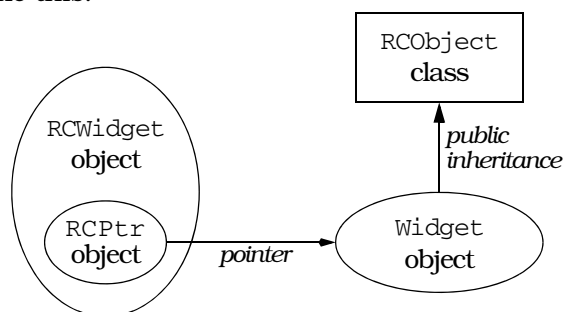 RCObject
class
RCWidget
object
public
inheritance
RCPtr
object
pointer
Widget
object